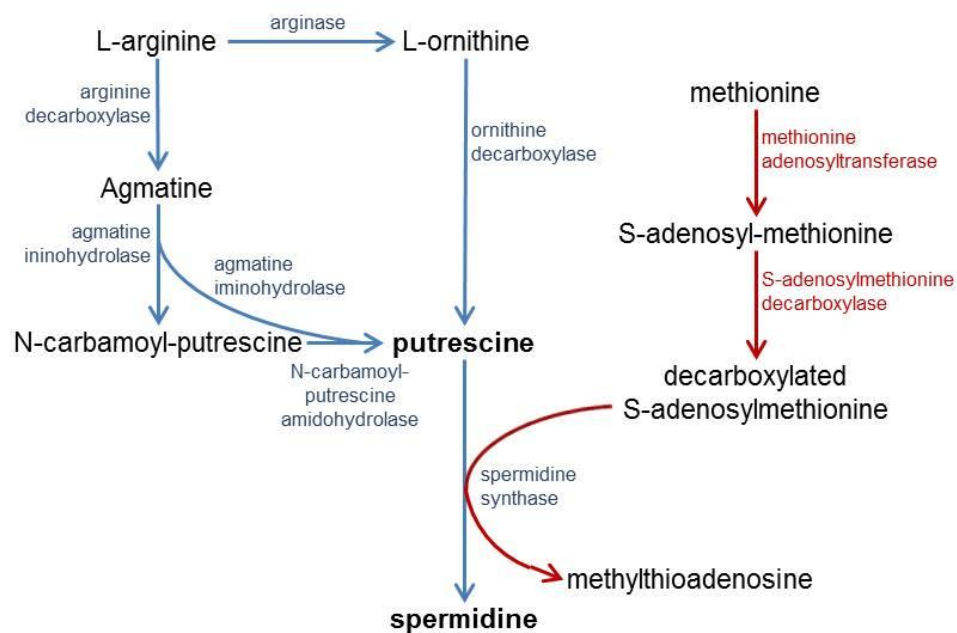 arginase
L-arginine
L-ornithine
arginine
decarboxylase
methionine
ornithine
decarboxylase
methionine
adenosyltransferase
Agmatine
S-adenosyl-methionine
agmatine
ininohydrolase
agmatine
iminohydrolase
S-adenosylmethionine
decarboxylase
N-carbamoyl-putrescine
putrescine
N-carbamoyl-
putrescine
amidohydrolase
decarboxylated
S-adenosylmethionine
spermidine
synthase
methylthioadenosine
spermidine